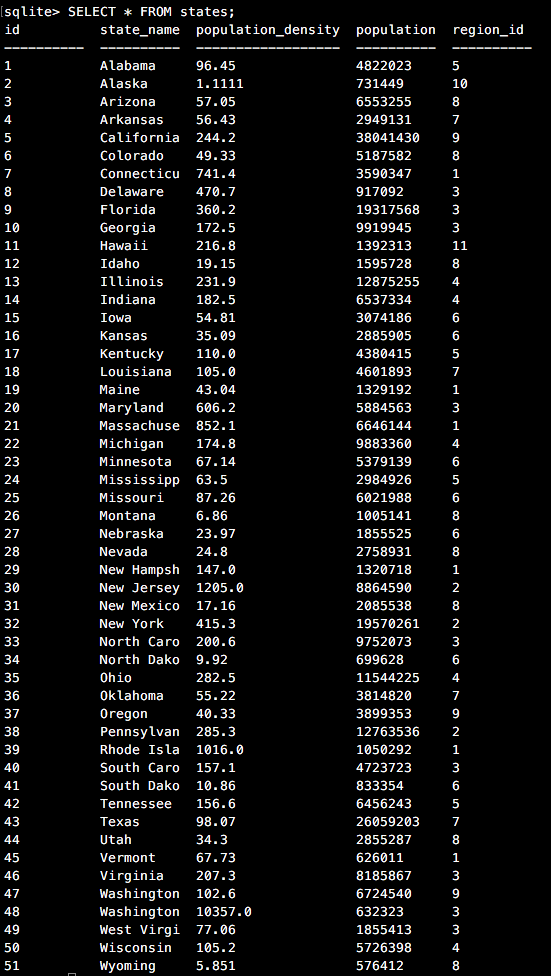 [sqlite> SELECT * FROM states;
id          state_name  population_density  population  region_id
----------  ----------  ------------------  ----------  ----------
1           Alabama     96.45               4822023     5
2           Alaska      1.1111              731449      10
3           Arizona     57.05               6553255     8
4           Arkansas    56.43               2949131     7
5           California  244.2               38041430    9
6           Colorado    49.33               5187582     8
7           Connecticu  741.4               3590347     1
8           Delaware    470.7               917092      3
9           Florida     360.2               19317568    3
10          Georgia     172.5               9919945     3
11          Hawaii      216.8               1392313     11
12          Idaho       19.15               1595728     8
13          Illinois    231.9               12875255    4
14          Indiana     182.5               6537334     4
15          Iowa        54.81               3074186     6
16          Kansas      35.09               2885905     6
17          Kentucky    110.0               4380415     5
18          Louisiana   105.0               4601893     7
19          Maine       43.04               1329192     1
20          Maryland    606.2               5884563     3
21          Massachuse  852.1               6646144     1
22          Michigan    174.8               9883360     4
23          Minnesota   67.14               5379139     6
24          Mississipp  63.5                2984926     5
25          Missouri    87.26               6021988     6
26          Montana     6.86                1005141     8
27          Nebraska    23.97               1855525     6
28          Nevada      24.8                2758931     8
29          New Hampsh  147.0               1320718     1
30          New Jersey  1205.0              8864590     2
31          New Mexico  17.16               2085538     8
32          New York    415.3               19570261    2
33          North Caro  200.6               9752073     3
34          North Dako  9.92                699628      6
35          Ohio        282.5               11544225    4
36          Oklahoma    55.22               3814820     7
37          Oregon      40.33               3899353     9
38          Pennsylvan  285.3               12763536    2
39          Rhode Isla  1016.0              1050292     1
40          South Caro  157.1               4723723     3
41          South Dako  10.86               833354      6
42          Tennessee   156.6               6456243     5
43          Texas       98.07               26059203    7
44          Utah        34.3                2855287     8
45          Vermont     67.73               626011      1
46          Virginia    207.3               8185867     3
47          Washington  102.6               6724540     9
48          Washington  10357.0             632323      3
49          West Virgi  77.06               1855413     3
50          Wisconsin   105.2               5726398     4
51          Wyoming     5.851               576412      8